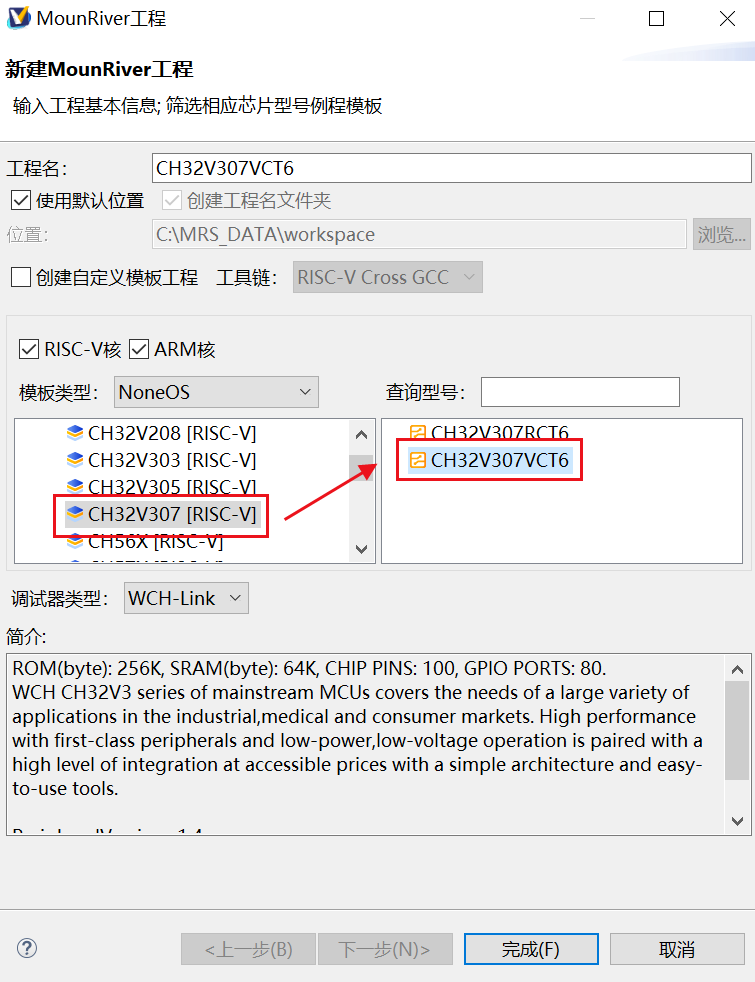 MounRiver工程
新建MounRiver工程
输入工程基本信息; 筛选相应芯片型号例程模板
工程名: CH32V307VCT6
使用默认位置 创建工程名文件夹
位置: C:\MRS_DATA\workspace 浏览...
创建自定义模板工程 工具链: RISC-V Cross GCC
RISC-V核 ARM核
模板类型: NoneOS 查询型号:
CH32V208 [RISC-V]
CH32V303 [RISC-V]
CH32V305 [RISC-V]
CH32V307 [RISC-V]
CH56X [RISC-V]
CH32V307RCT6
CH32V307VCT6
调试器类型: WCH-Link
简介:
ROM(byte): 256K, SRAM(byte): 64K, CHIP PINS: 100, GPIO PORTS: 80.
WCH CH32V3 series of mainstream MCUs covers the needs of a large variety of
applications in the industrial,medical and consumer markets. High performance
with first-class peripherals and low-power,low-voltage operation is paired with a
high level of integration at accessible prices with a simple architecture and easy-
to-use tools.
<上一步(B) 下一步(N)> 完成(F) 取消